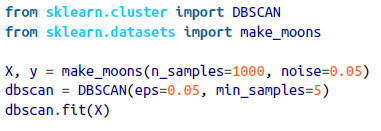 from sklearn.cluster import DBSCAN
from sklearn.datasets import make_moons

X, y = make_moons(n_samples=1000, noise=0.05)
dbscan = DBSCAN(eps=0.05, min_samples=5)
dbscan.fit(X)